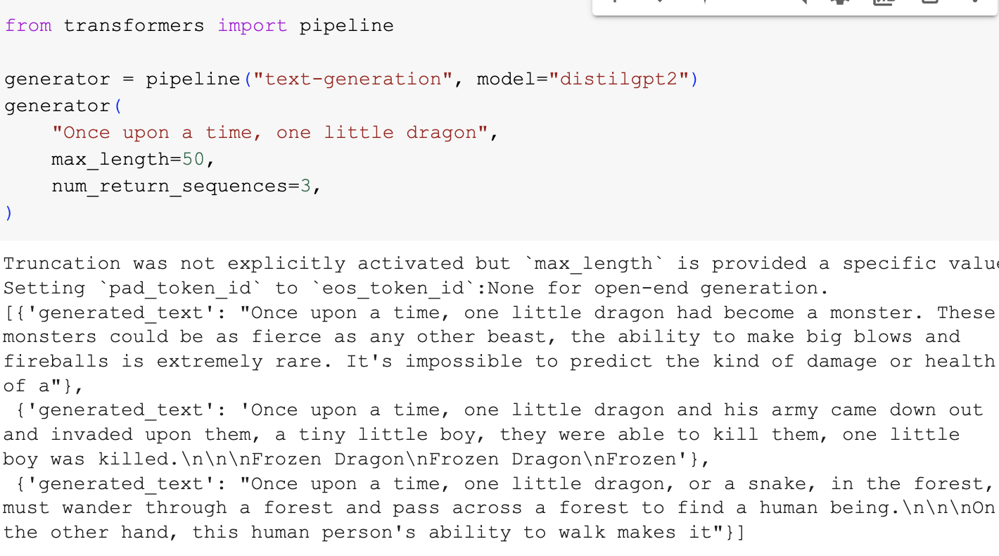 from transformers import pipeline
generator = pipeline("text-generation", model="distilgpt2")
generator(
    "Once upon a time, one little dragon",
    max_length=50,
    num_return_sequences=3,
)
Truncation was not explicitly activated but `max_length` is provided a specific value
Setting `pad_token_id` to `eos_token_id`:None for open-end generation.
[{'generated_text': "Once upon a time, one little dragon had become a monster. These
monsters could be as fierce as any other beast, the ability to make big blows and
fireballs is extremely rare. It's impossible to predict the kind of damage or health
of a"},
 {'generated_text': 'Once upon a time, one little dragon and his army came down out
and invaded upon them, a tiny little boy, they were able to kill them, one little
boy was killed.\n\n\nFrozen Dragon\nFrozen Dragon\nFrozen'},
 {'generated_text': "Once upon a time, one little dragon, or a snake, in the forest,
must wander through a forest and pass across a forest to find a human being.\n\n\nOn
the other hand, this human person's ability to walk makes it"}]